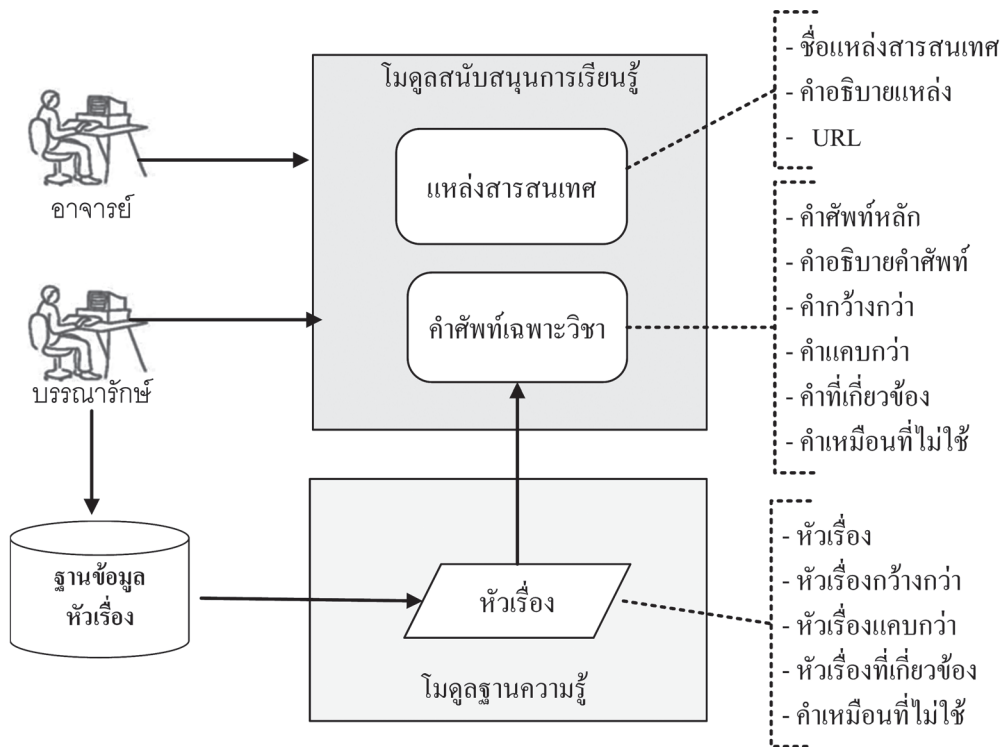 โมดูลสนับสนุนการเรียนรู้
แหล่งสารสนเทศ
คำศัพท์เฉพาะวิชา
อาจารย์
บรรณารักษ์
ฐานข้อมูล
หัวเรื่อง
หัวเรื่อง
โมดูลฐานความรู้
- ชื่อแหล่งสารสนเทศ
- คำอธิบายแหล่ง
- URL
- คำศัพท์หลัก
- คำอธิบายคำศัพท์
- คำกว้างกว่า
- คำแคบกว่า
- คำที่เกี่ยวข้อง
- คำเหมือนที่ไม่ใช้
- หัวเรื่อง
- หัวเรื่องกว้างกว่า
- หัวเรื่องแคบกว่า
- หัวเรื่องที่เกี่ยวข้อง
- คำเหมือนที่ไม่ใช้